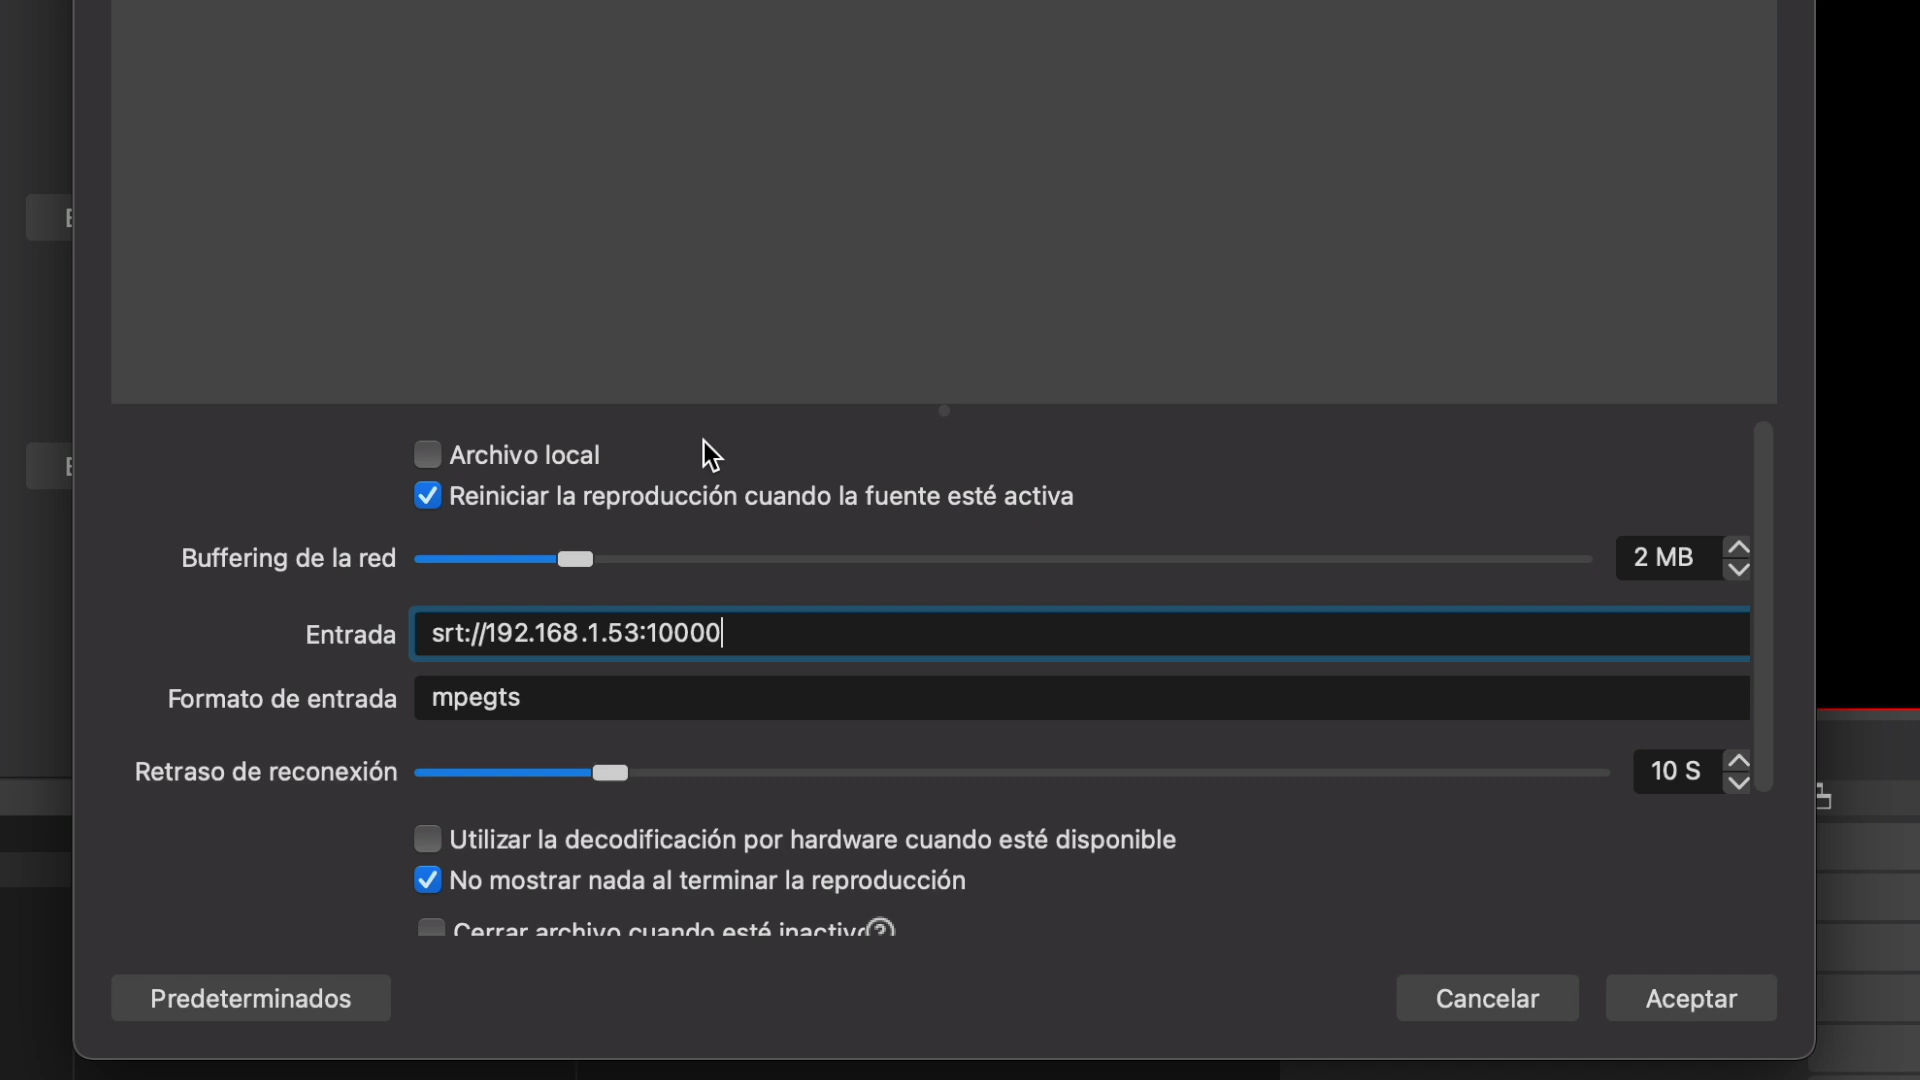 Archivo local
Reiniciar la reproducción cuando la fuente esté activa
Buffering de la red
2 MB
Entrada
srt://192.168.1.53:10000
Formato de entrada
mpegts
Retraso de reconexión
10 S
Utilizar la decodificación por hardware cuando esté disponible
No mostrar nada al terminar la reproducción
Cerrar archivo cuando esté inactivo
Predeterminados
Cancelar
Aceptar